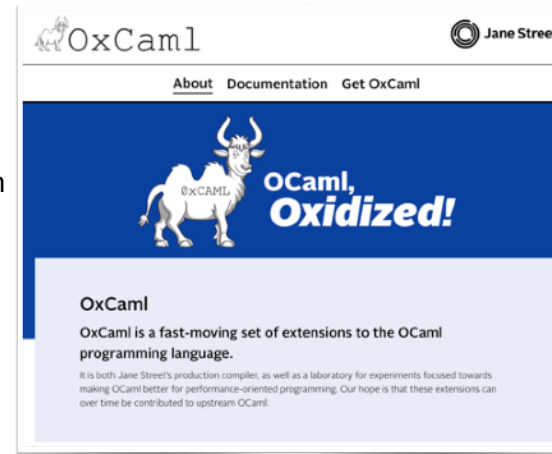 OxCaml
Jane Stree
About Documentation Get OxCaml
n
0xCAML
OCaml,
Oxidized!
OxCaml
OxCaml is a fast-moving set of extensions to the OCaml
programming language.
It is both Jane Street's production compiler, as well as a laboratory for experiments focused towards
making OCaml better for performance-oriented programming. Our hope is that these extensions can
over time be contributed to upstream OCaml.